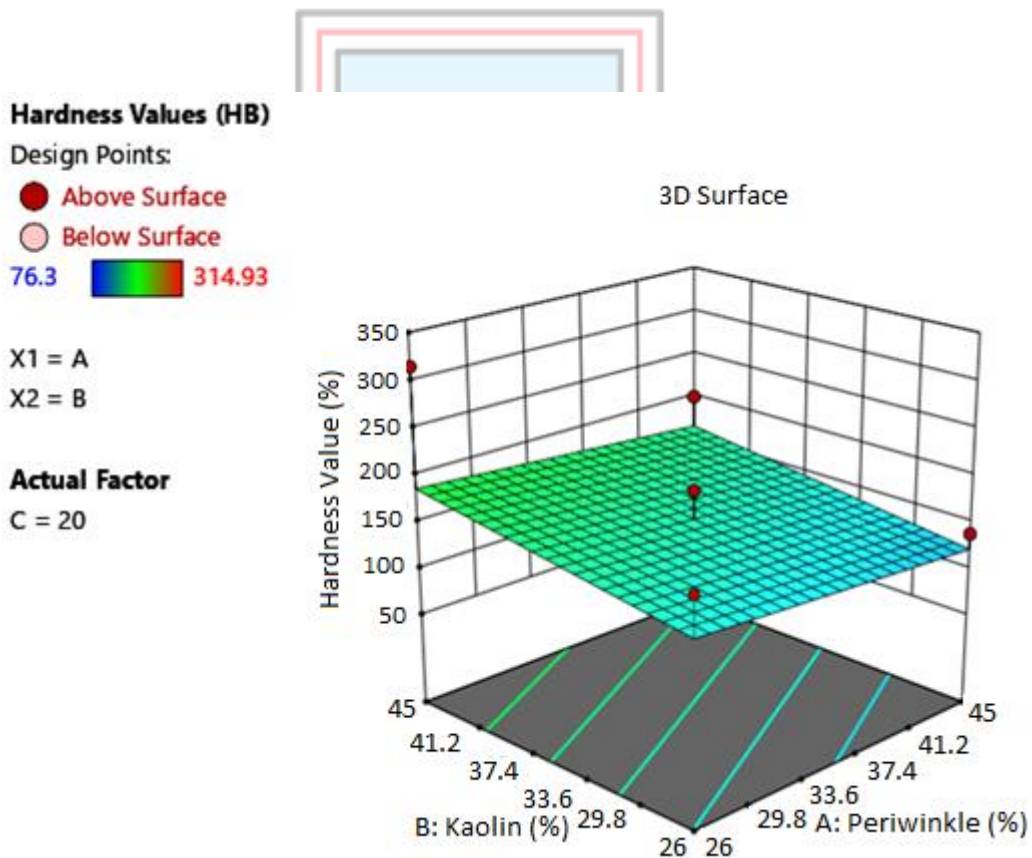 Hardness Values (HB)
Design Points:
Above Surface
Below Surface
76.3 314.93
X1 = A
X2 = B
Actual Factor
C = 20
3D Surface
Hardness Value (%)
350
300
250
200
150
100
50
45
41.2
37.4
33.6
29.8
26
B: Kaolin (%)
26
29.8
33.6
37.4
41.2
45
A: Periwinkle (%)